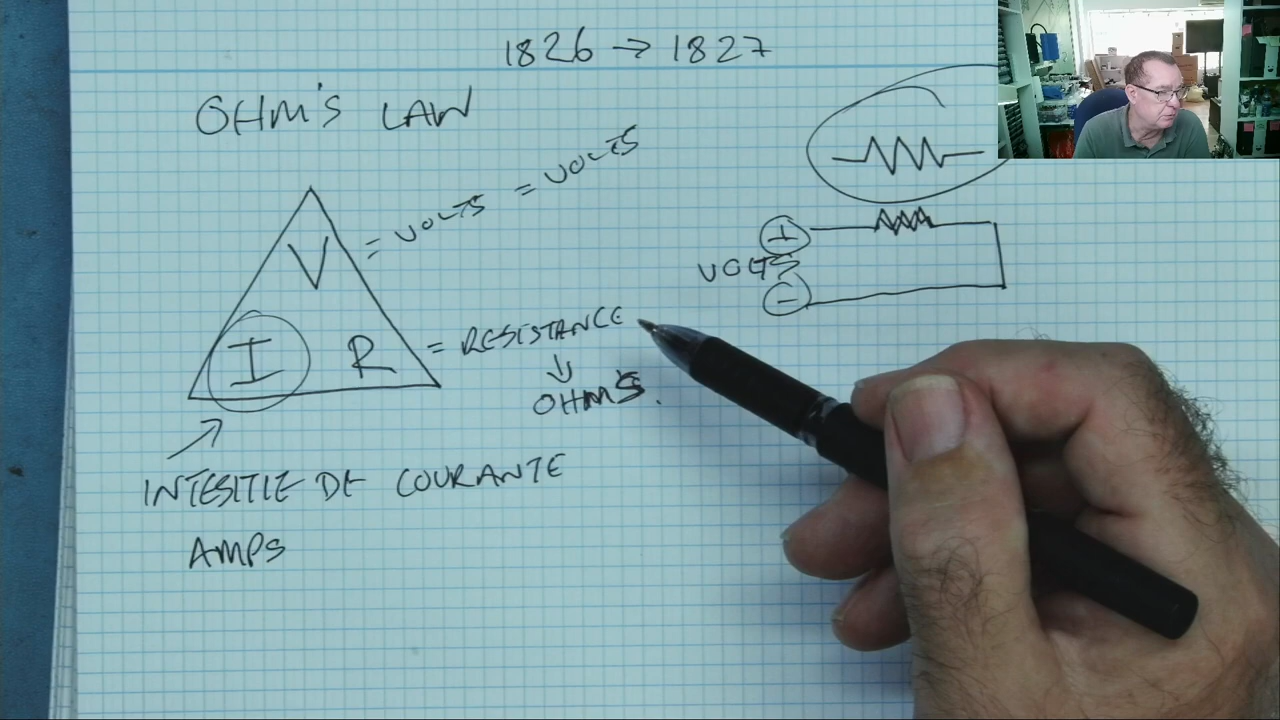 1826 → 1827
OHM'S LAW
V = VOLTS = VOLTS
I R = RESISTANCE
↓
OHMS.
INTESITIE DE COURANTE
AMPS
+
VOLTS
-